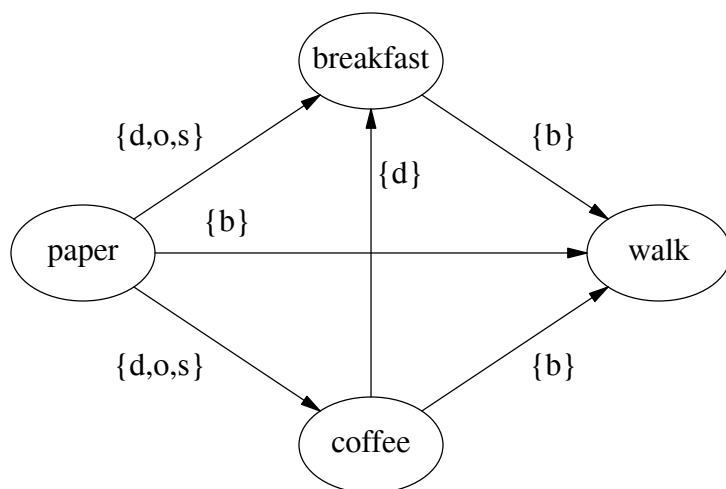 breakfast
{d,o,s}
{b}
{d}
{b}
paper
walk
{d,o,s}
{b}
coffee